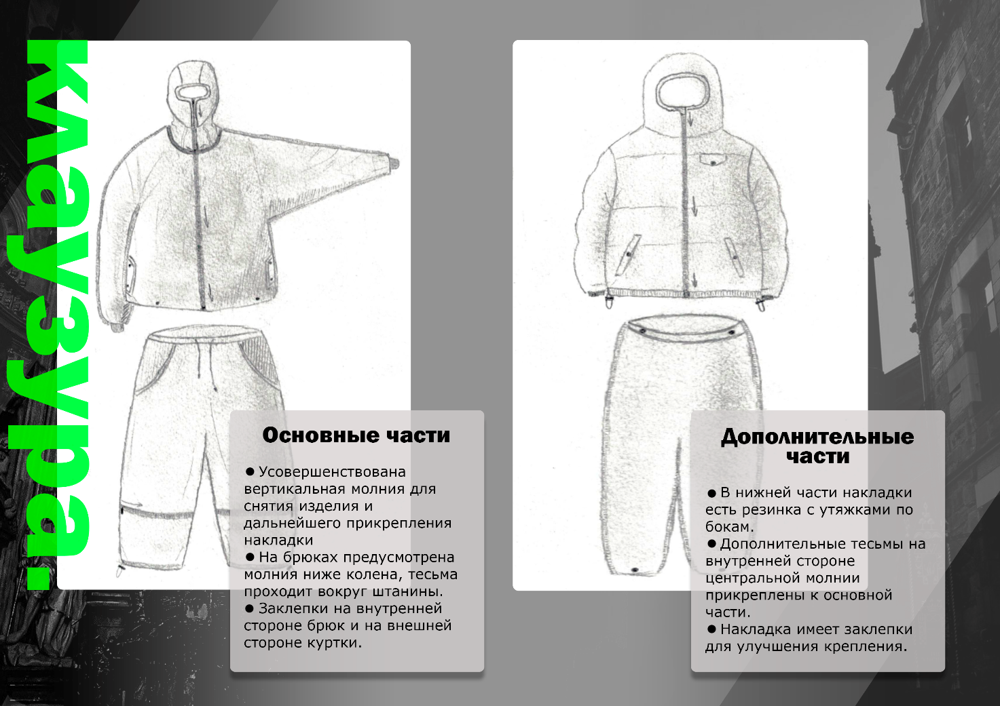 клаузура.
Основные части
● Усовершенствована
вертикальная молния для
снятия изделия и
дальнейшего прикрепления
накладки
● На брюках предусмотрена
молния ниже колена, тесьма
проходит вокруг штанины.
● Заклепки на внутренней
стороне брюк и на внешней
стороне куртки.
Дополнительные
части
● В нижней части накладки
есть резинка с утяжками по
бокам.
● Дополнительные тесьмы на
внутренней стороне
центральной молнии
прикреплены к основной
части.
● Накладка имеет заклепки
для улучшения крепления.